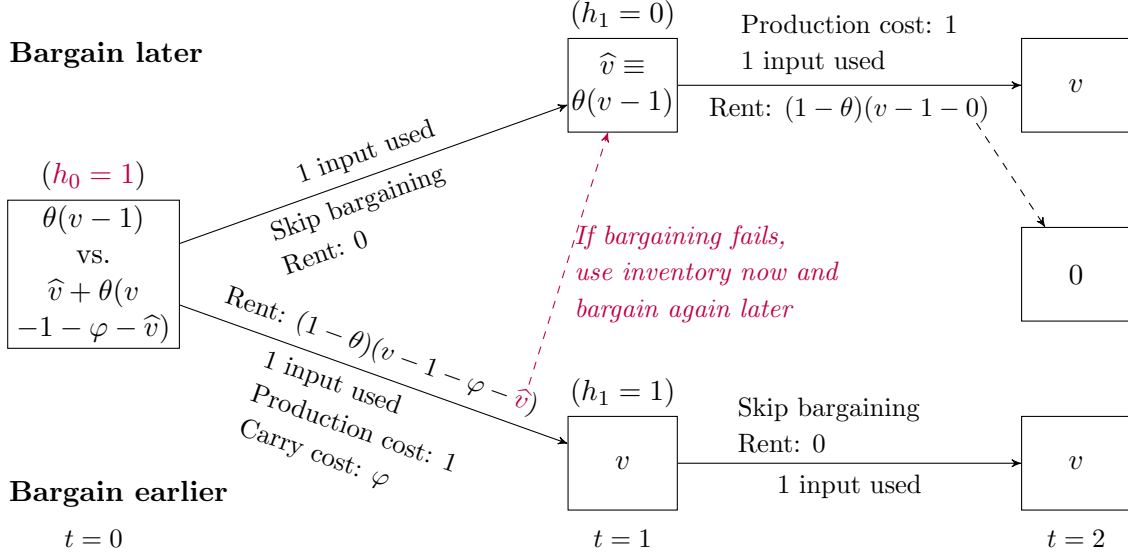 Bargain later
(h₁ = 0)
v̂ ≡
θ(v − 1)
Production cost: 1
1 input used
Rent: (1 − θ)(v − 1 − 0)
v
1 input used
Skip bargaining
Rent: 0
(h₀ = 1)
θ(v − 1)
vs.
v̂ + θ(v
−1 − φ − v̂)
If bargaining fails,
use inventory now and
bargain again later
0
Rent: (1 − θ)(v − 1 − φ − v̂)
1 input used
Production cost: 1
Carry cost: φ
(h₁ = 1)
v
Skip bargaining
Rent: 0
1 input used
v
Bargain earlier
t = 0
t = 1
t = 2